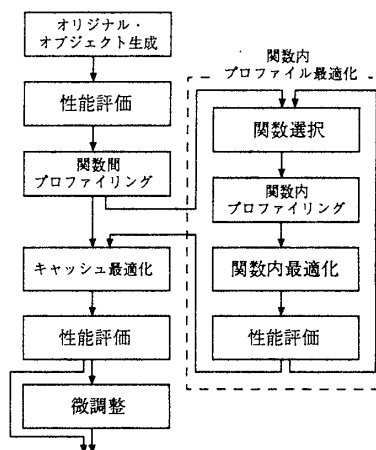 オリジナル・
オブジェクト生成
性能評価
関数間
プロファイリング
キャッシュ最適化
性能評価
微調整
関数内
プロファイル最適化
関数選択
関数内
プロファイリング
関数内最適化
性能評価